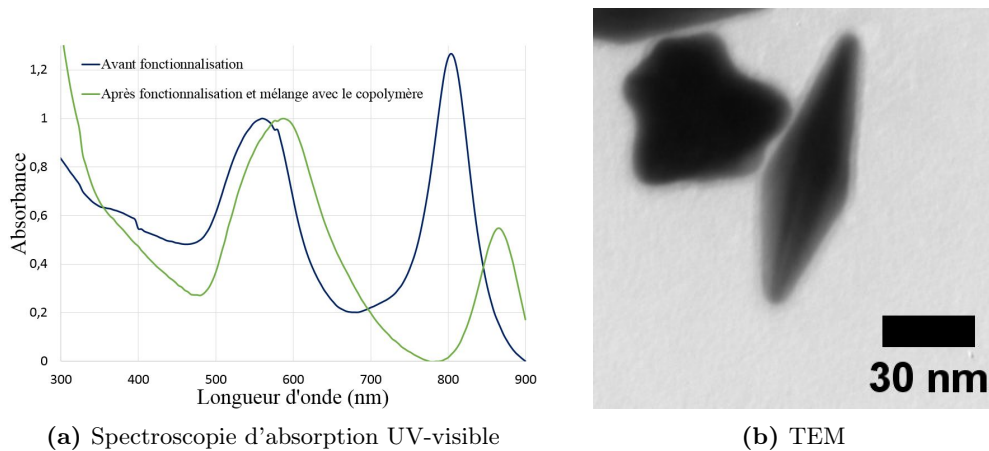 Avant fonctionnalisation
Après fonctionnalisation et mélange avec le copolymère
Absorbance
1,2
1
0,8
0,6
0,4
0,2
0
300 400 500 600 700 800 900
Longueur d'onde (nm)
30 nm
(a) Spectroscopie d'absorption UV-visible
(b) TEM